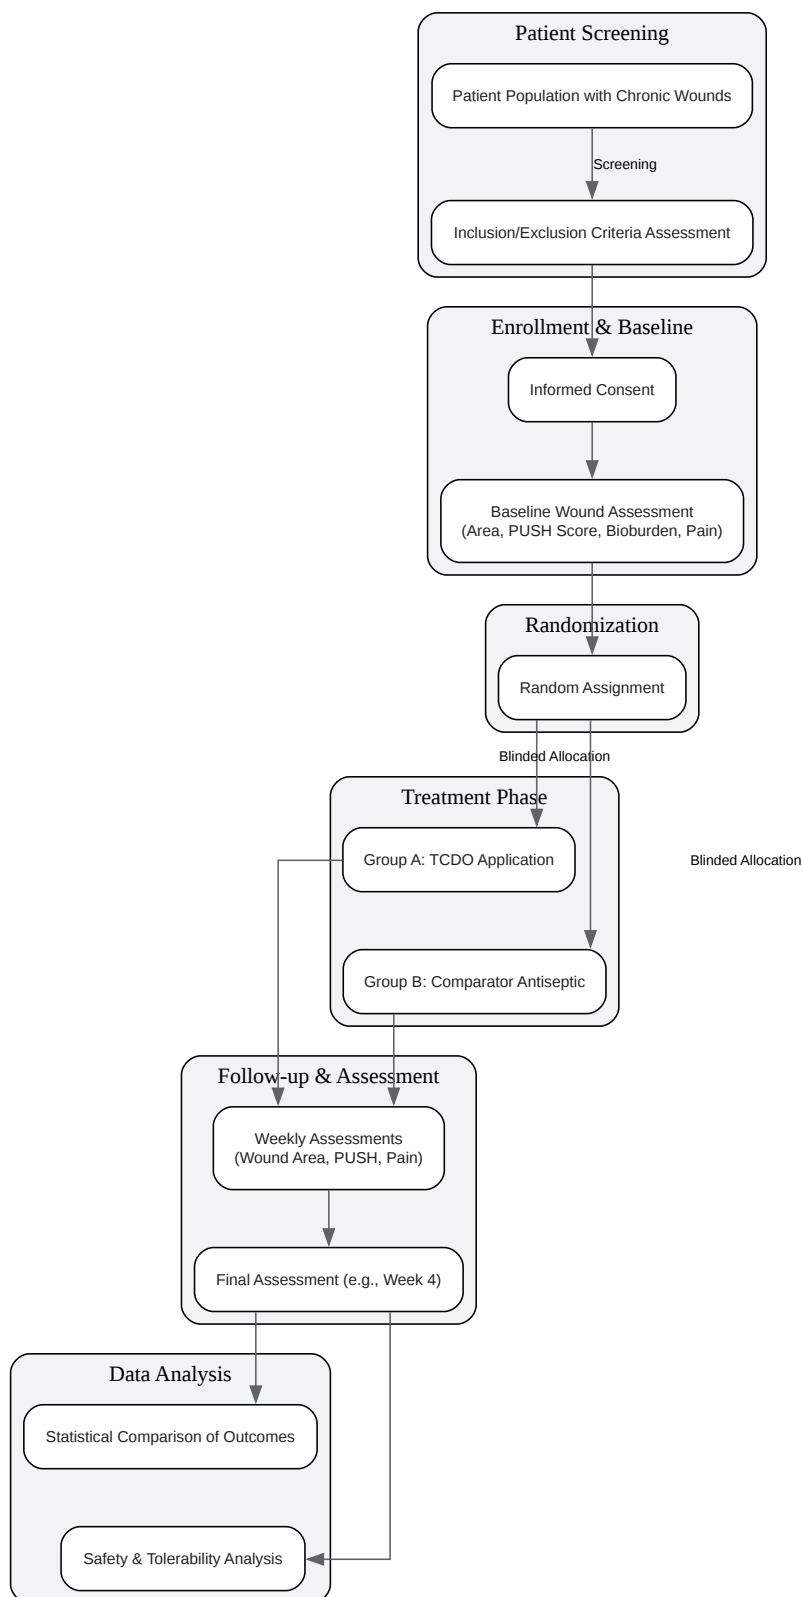 Patient Screening
Patient Population with Chronic Wounds
Screening
Inclusion/Exclusion Criteria Assessment
Enrollment & Baseline
Informed Consent
Baseline Wound Assessment
(Area, PUSH Score, Bioburden, Pain)
Randomization
Random Assignment
Blinded Allocation
Treatment Phase
Group A: TCDO Application
Blinded Allocation
Group B: Comparator Antiseptic
Follow-up & Assessment
Weekly Assessments
(Wound Area, PUSH, Pain)
Final Assessment (e.g., Week 4)
Data Analysis
Statistical Comparison of Outcomes
Safety & Tolerability Analysis